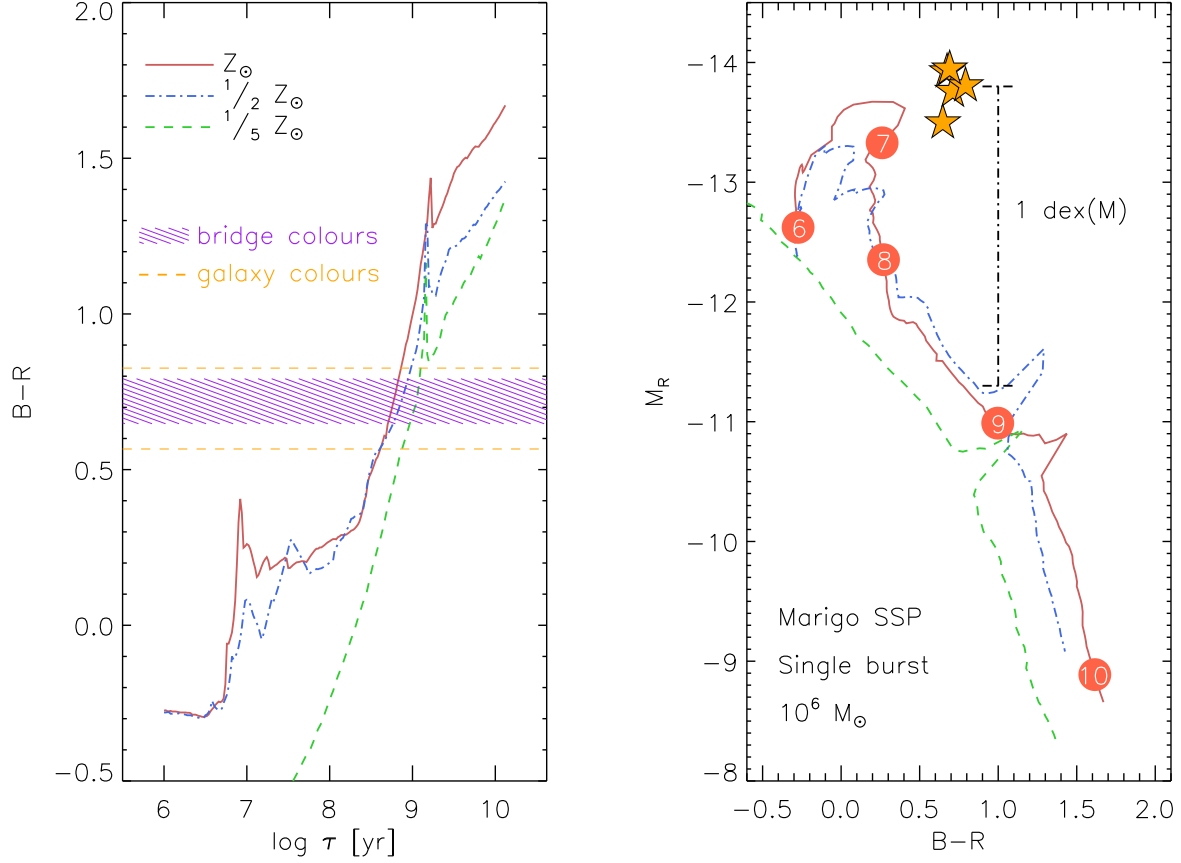 2.0
1.5
1.0
0.5
0.0
−0.5
B−R
6 7 8 9 10
log τ [yr]
Z⊙
1/2 Z⊙
1/5 Z⊙
bridge colours
galaxy colours
−14
−13
−12
−11
−10
−9
−8
M_R
−0.5 0.0 0.5 1.0 1.5 2.0
B−R
7
6
8
9
10
1 dex(M)
Marigo SSP
Single burst
10⁶ M⊙